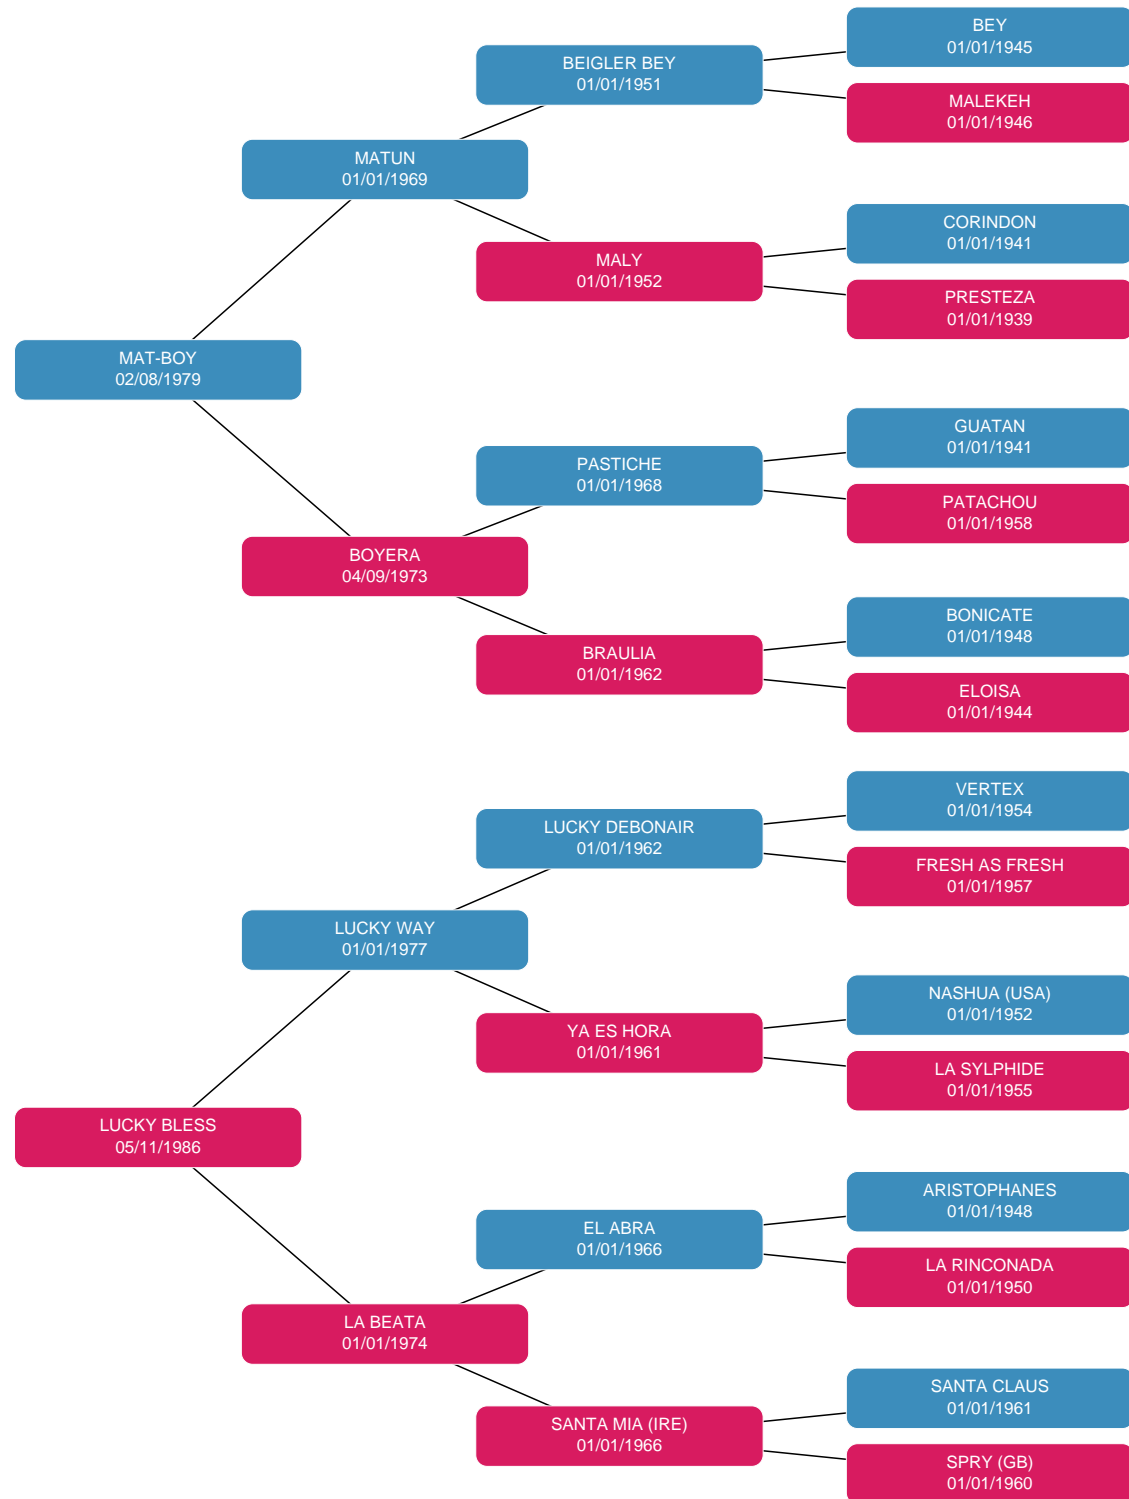 BEY
01/01/1945
BEIGLER BEY
01/01/1951
MALEKEH
01/01/1946
MATUN
01/01/1969
CORINDON
01/01/1941
MALY
01/01/1952
PRESTEZA
01/01/1939
MAT-BOY
02/08/1979
GUATAN
01/01/1941
PASTICHE
01/01/1968
PATACHOU
01/01/1958
BOYERA
04/09/1973
BONICATE
01/01/1948
BRAULIA
01/01/1962
ELOISA
01/01/1944
VERTEX
01/01/1954
LUCKY DEBONAIR
01/01/1962
FRESH AS FRESH
01/01/1957
LUCKY WAY
01/01/1977
NASHUA (USA)
01/01/1952
YA ES HORA
01/01/1961
LA SYLPHIDE
01/01/1955
LUCKY BLESS
05/11/1986
ARISTOPHANES
01/01/1948
EL ABRA
01/01/1966
LA RINCONADA
01/01/1950
LA BEATA
01/01/1974
SANTA CLAUS
01/01/1961
SANTA MIA (IRE)
01/01/1966
SPRY (GB)
01/01/1960